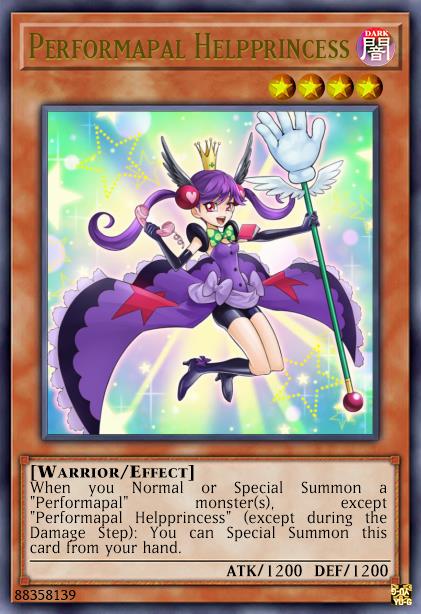 Performapal Helpprincess
DARK
闇
[Warrior/Effect]
When you Normal or Special Summon a
"Performapal" monster(s), except
"Performapal Helpprincess" (except during the
Damage Step): You can Special Summon this
card from your hand.
ATK/1200 DEF/1200
88358139